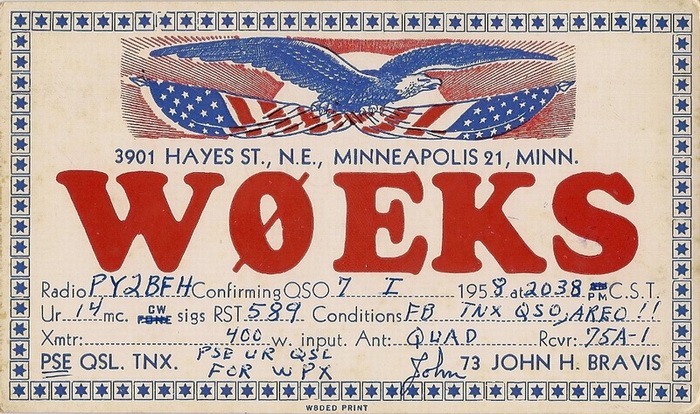 3901 HAYES ST., N.E., MINNEAPOLIS 21, MINN.
WØEKS
Radio PY2BFH Confirming QSO 7 I 1958 at 2038 PM C.S.T.
Ur 14 mc. CW sigs RST 589 Conditions FB TNX QSO, AREO !!
Xmtr: 400 w. input. Ant: QUAD Rcvr: 75A-1
PSE QSL. TNX. PSE UR QSL FOR WPX John 73 JOHN H. BRAVIS
W8DED PRINT